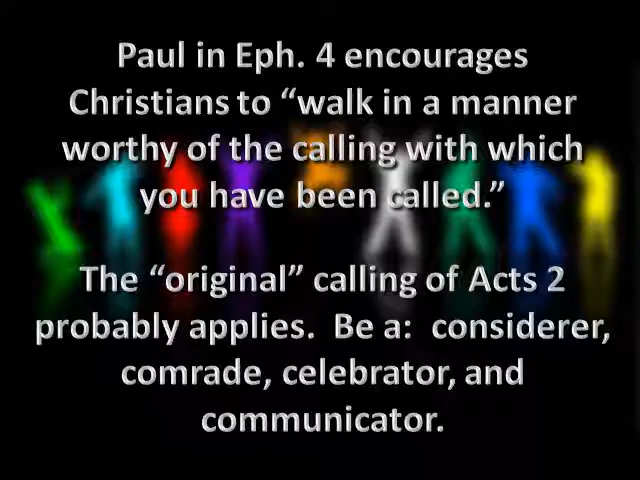 Paul in Eph. 4 encourages
Christians to “walk in a manner
worthy of the calling with which
you have been called.”
The “original” calling of Acts 2
probably applies.  Be a:  considerer,
comrade, celebrator, and
communicator.